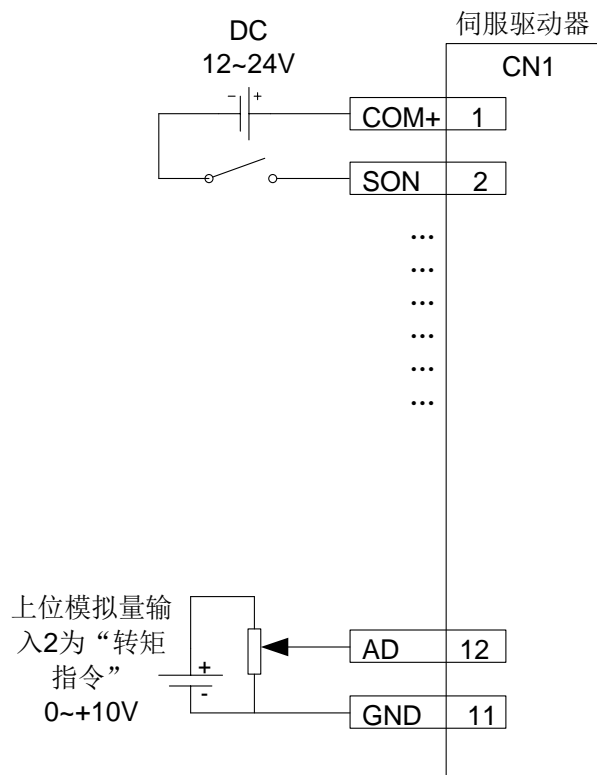 DC
12~24V
伺服驱动器
CN1
− +
COM+ 1
SON 2
...
...
...
...
...
...
上位模拟量输
入2为“转矩
指令”
0~+10V
+
-
AD 12
GND 11